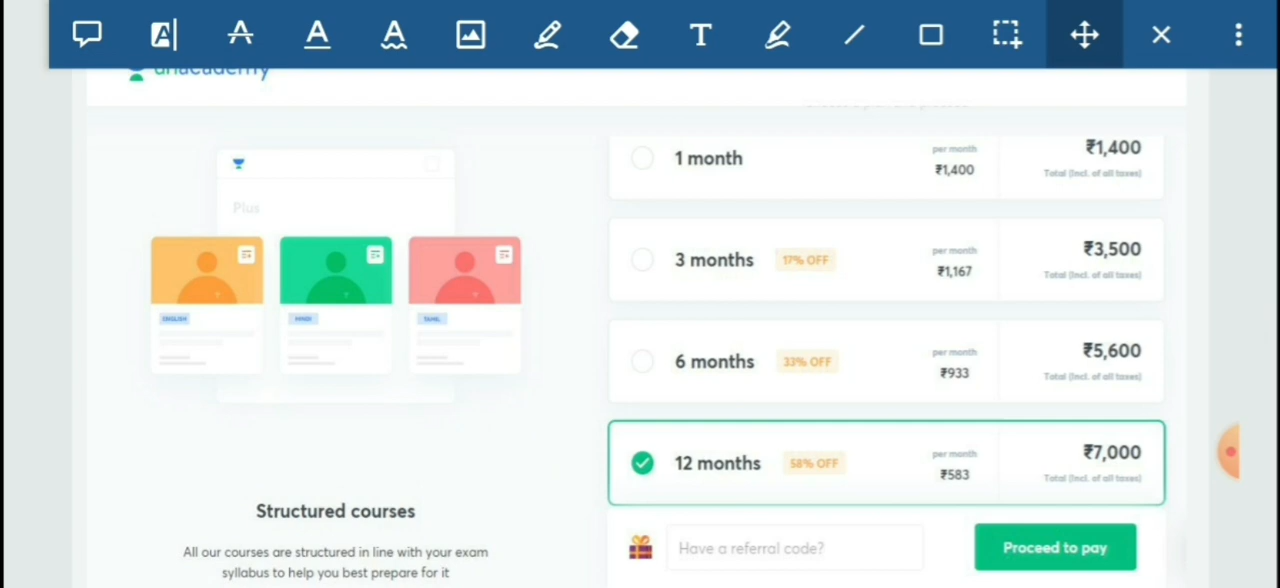 unacademy
1 month
per month
₹1,400
₹1,400
Total (Incl. of all taxes)
Plus
3 months
17% OFF
per month
₹1,167
₹3,500
Total (Incl. of all taxes)
ENGLISH
HINDI
TAMIL
6 months
33% OFF
per month
₹933
₹5,600
Total (Incl. of all taxes)
12 months
58% OFF
per month
₹583
₹7,000
Total (Incl. of all taxes)
Structured courses
All our courses are structured in line with your exam
syllabus to help you best prepare for it
Have a referral code?
Proceed to pay